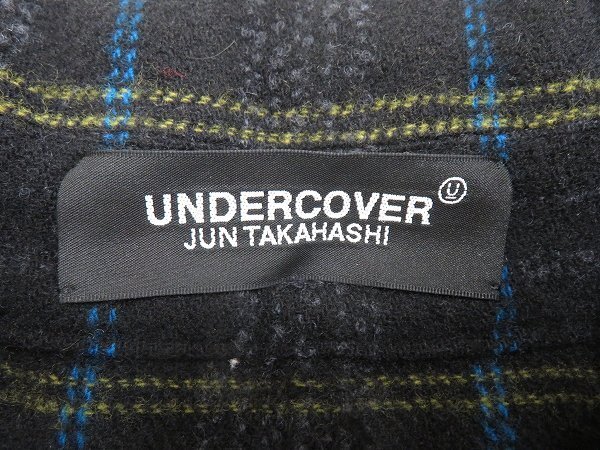 UNDERCOVER Ⓤ
JUN TAKAHASHI